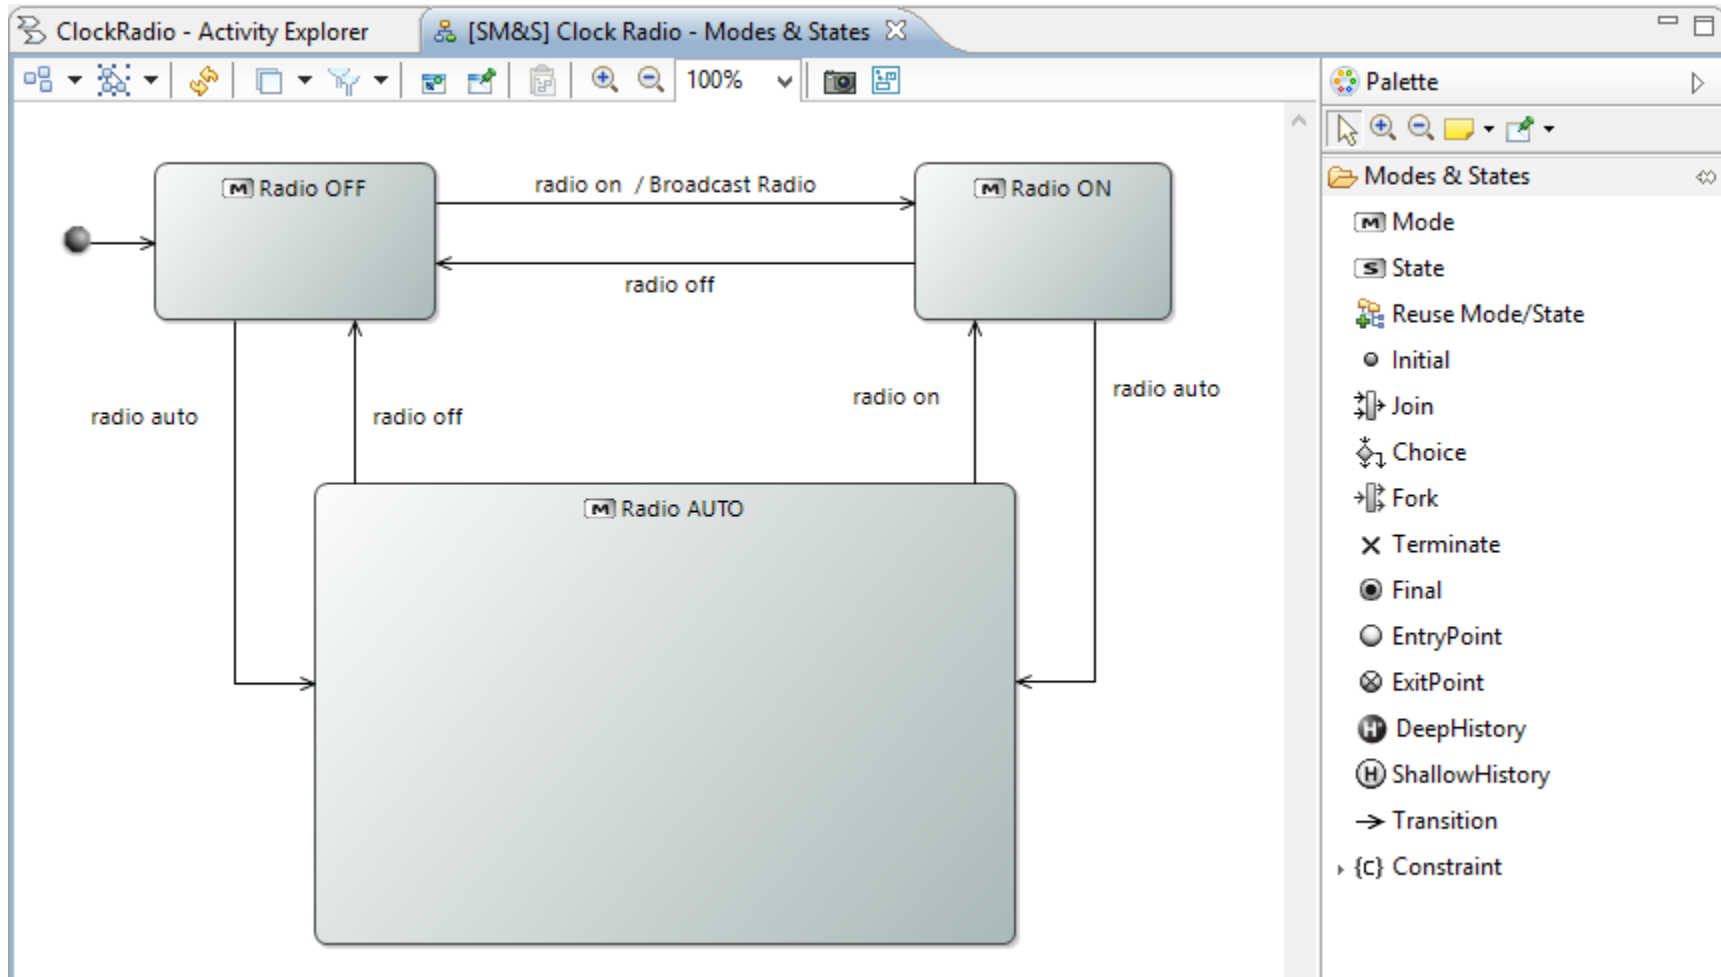 ClockRadio - Activity Explorer
[SM&S] Clock Radio - Modes & States
100%
Palette
Modes & States
M Mode
S State
Reuse Mode/State
Initial
Join
Choice
Fork
Terminate
Final
EntryPoint
ExitPoint
H DeepHistory
H ShallowHistory
Transition
{c} Constraint
M Radio OFF
radio on / Broadcast Radio
M Radio ON
radio off
radio auto
radio off
radio on
radio auto
M Radio AUTO